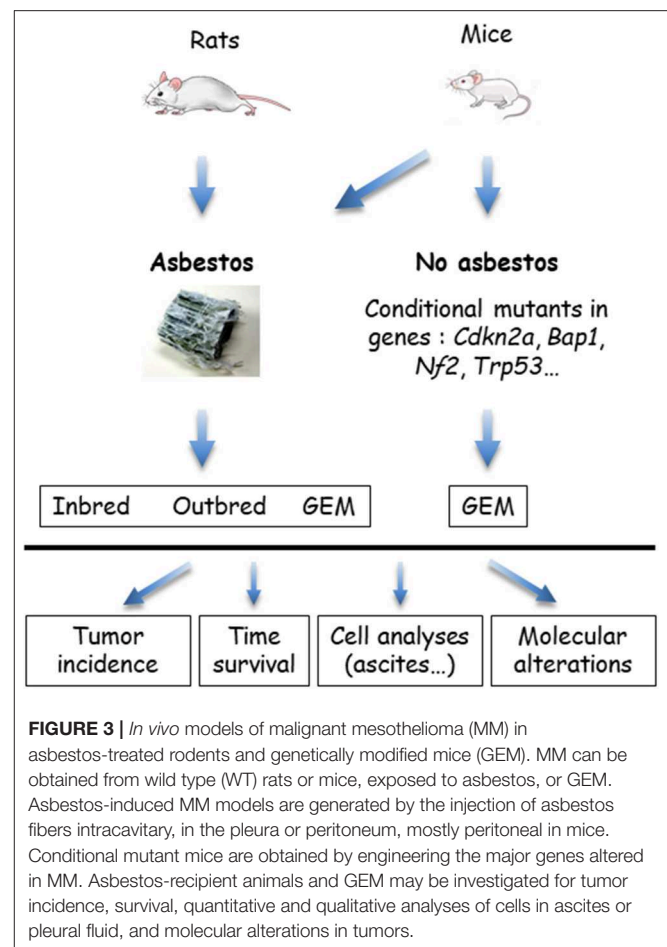 Rats Mice
Asbestos No asbestos
Conditional mutants in
genes : Cdkn2a, Bap1,
Nf2, Trp53...
Inbred Outbred GEM GEM
Tumor incidence
Time survival
Cell analyses (ascites...)
Molecular alterations
FIGURE 3 | In vivo models of malignant mesothelioma (MM) in
asbestos-treated rodents and genetically modified mice (GEM). MM can be
obtained from wild type (WT) rats or mice, exposed to asbestos, or GEM.
Asbestos-induced MM models are generated by the injection of asbestos
fibers intracavitary, in the pleura or peritoneum, mostly peritoneal in mice.
Conditional mutant mice are obtained by engineering the major genes altered
in MM. Asbestos-recipient animals and GEM may be investigated for tumor
incidence, survival, quantitative and qualitative analyses of cells in ascites or
pleural fluid, and molecular alterations in tumors.